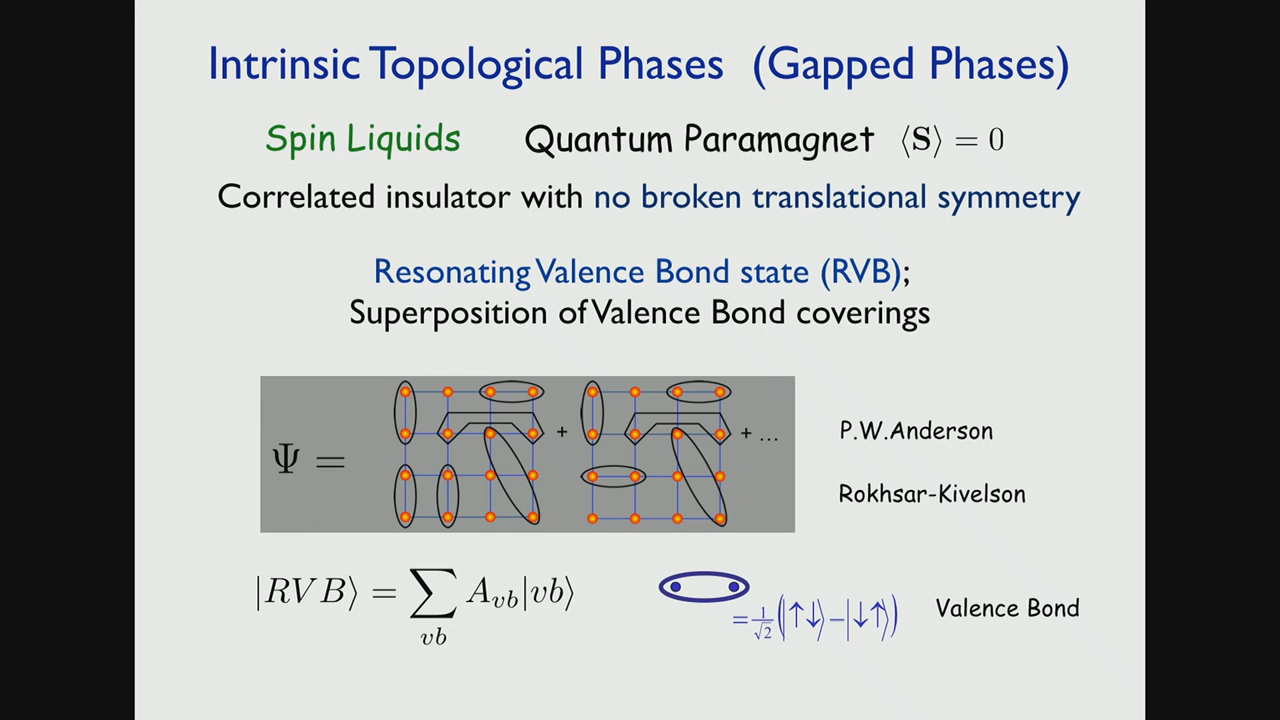 Intrinsic Topological Phases (Gapped Phases)
Spin Liquids Quantum Paramagnet ⟨S⟩ = 0
Correlated insulator with no broken translational symmetry
Resonating Valence Bond state (RVB);
Superposition of Valence Bond coverings
Ψ = + + ...
P.W.Anderson
Rokhsar-Kivelson
|RVB⟩ = ∑_{vb} A_{vb}|vb⟩
= 1/√2 (|↑↓⟩−|↓↑⟩) Valence Bond